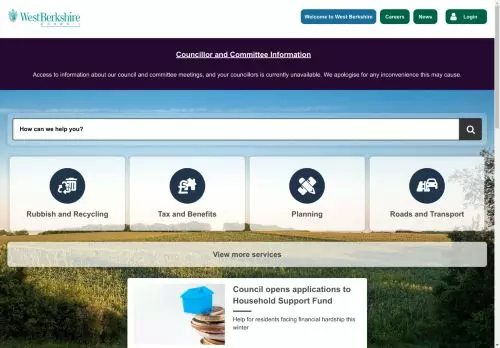 West Berkshire
COUNCIL
Welcome to West Berkshire
Careers
News
Login
Councillor and Committee Information
Access to information about our council and committee meetings, and your councillors is currently unavailable. We apologise for any inconvenience this may cause.
How can we help you?
Rubbish and Recycling
Tax and Benefits
Planning
Roads and Transport
View more services
Council opens applications to
Household Support Fund
Help for residents facing financial hardship this
winter